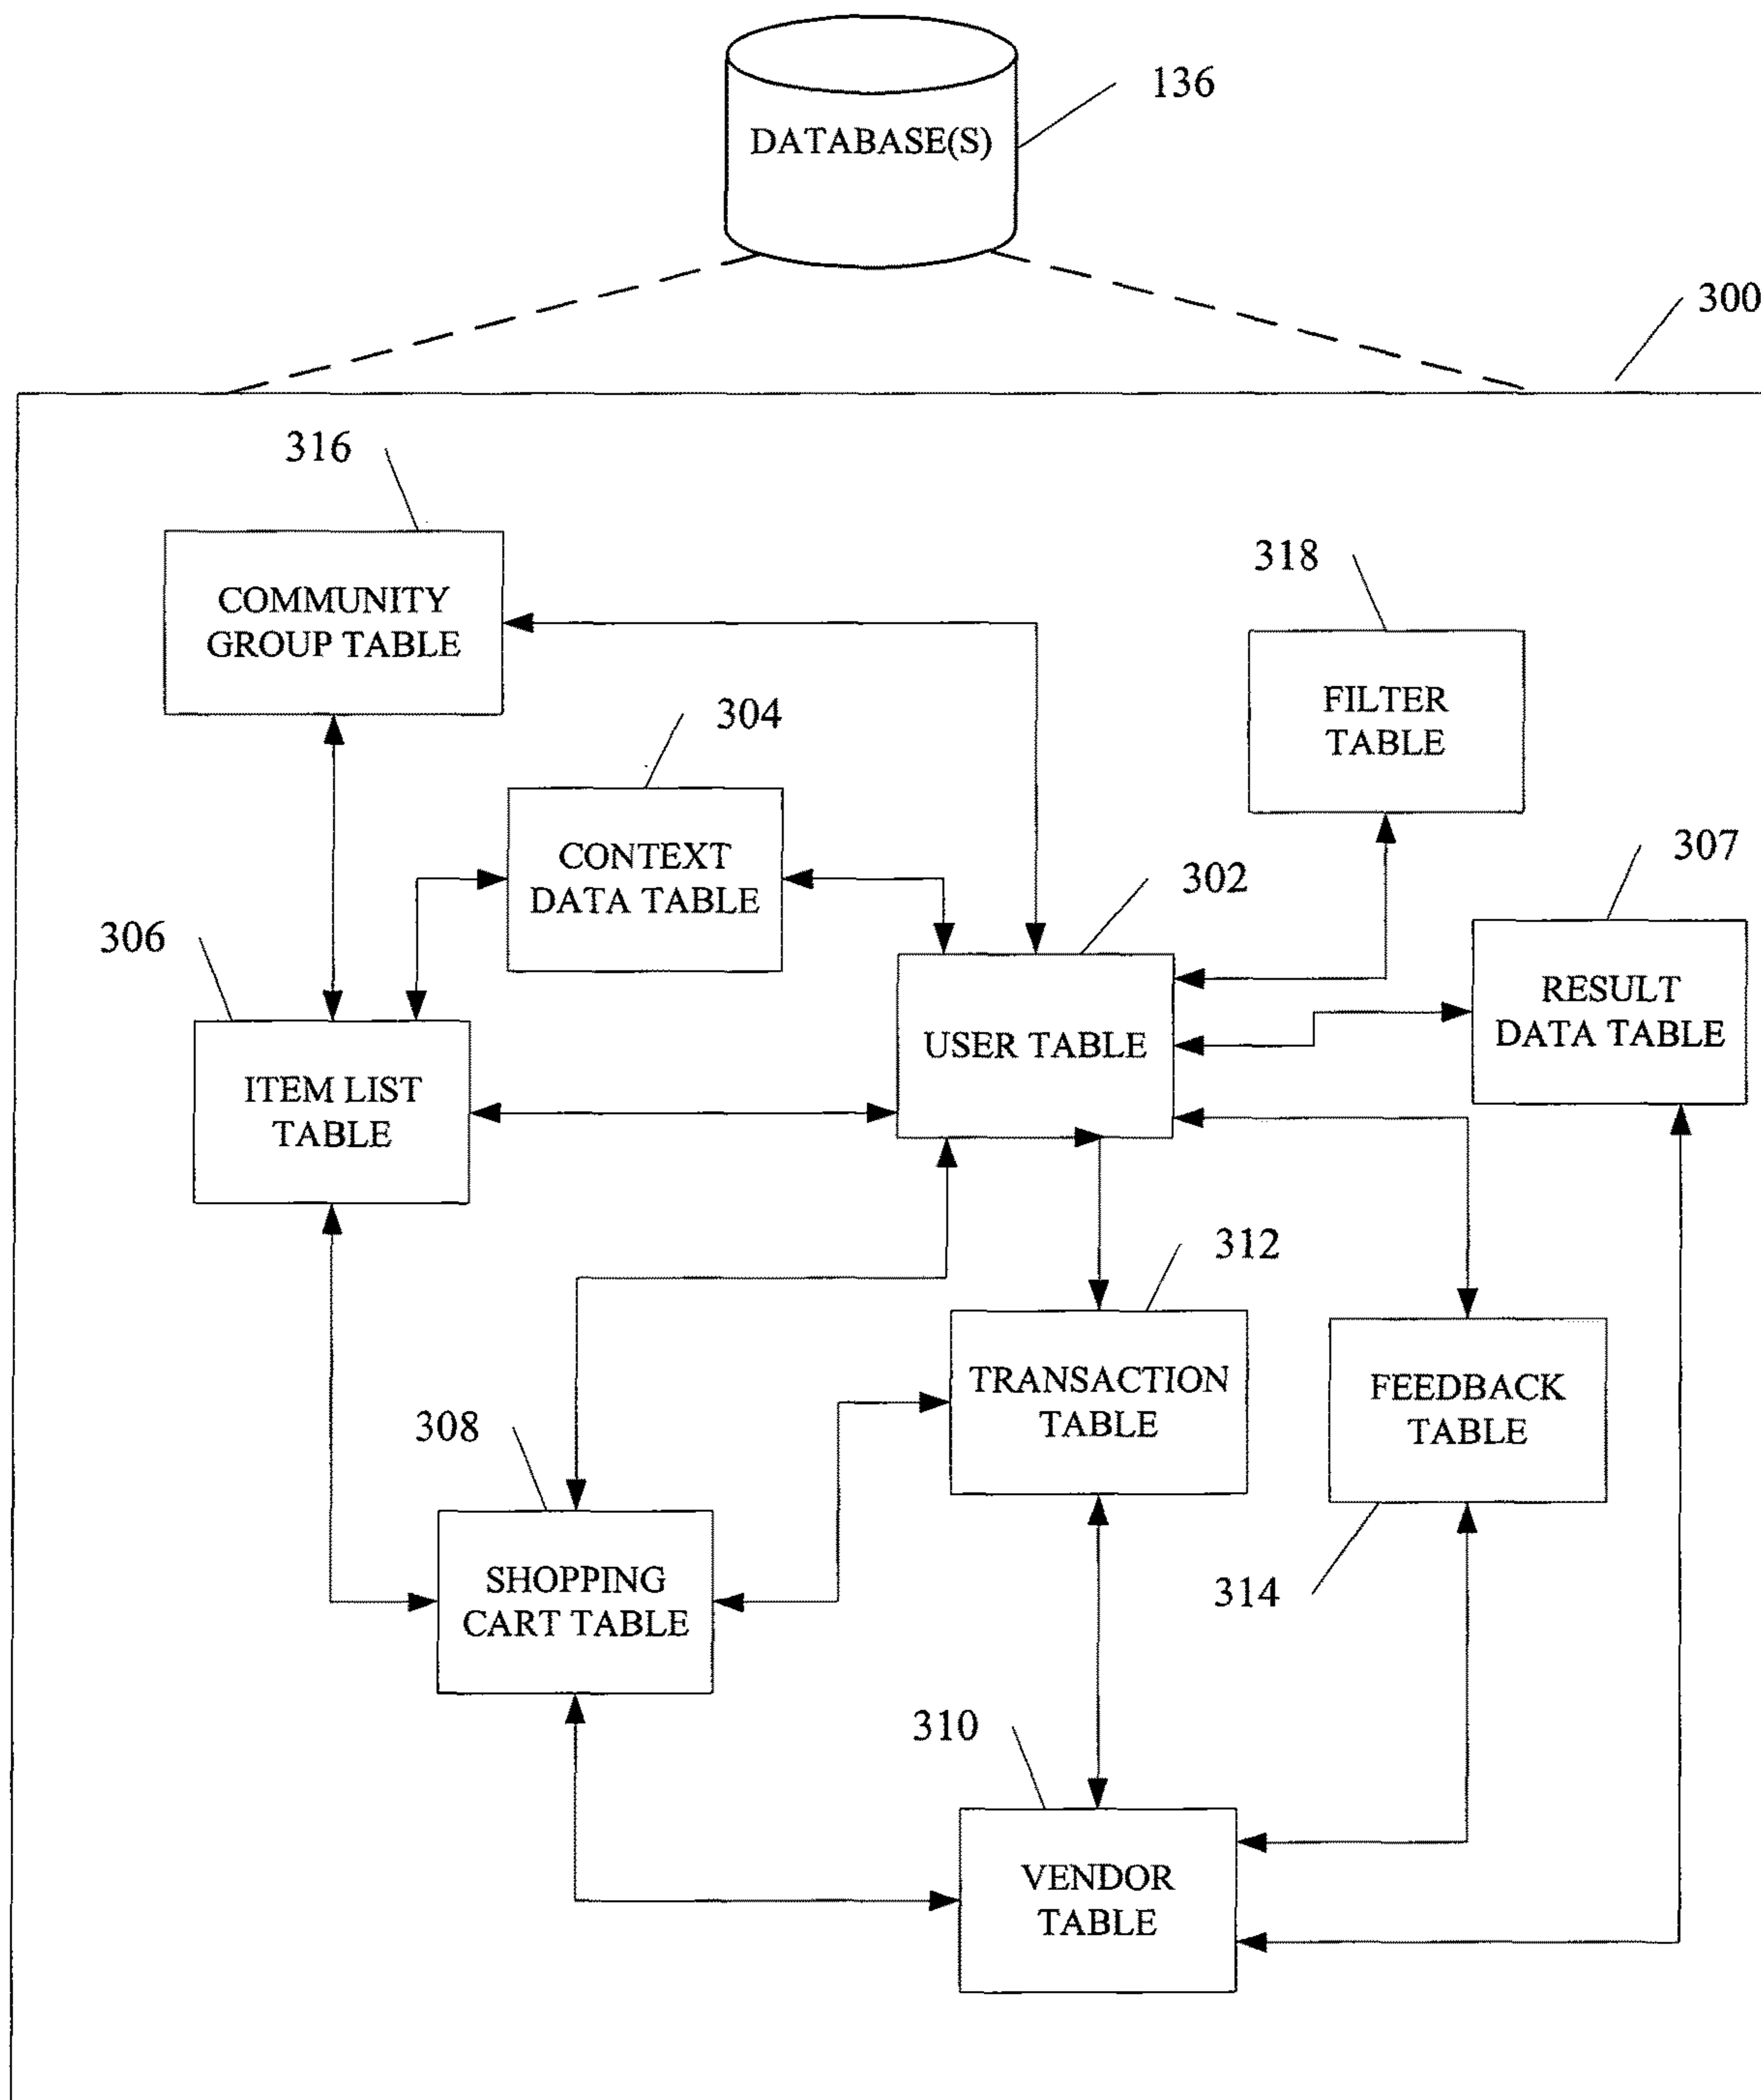 136
DATABASE(S)
300
316
COMMUNITY
GROUP TABLE
318
FILTER
TABLE
304
CONTEXT
DATA TABLE
302
307
306
USER TABLE
RESULT
DATA TABLE
ITEM LIST
TABLE
312
TRANSACTION
TABLE
FEEDBACK
TABLE
308
314
SHOPPING
CART TABLE
310
VENDOR
TABLE